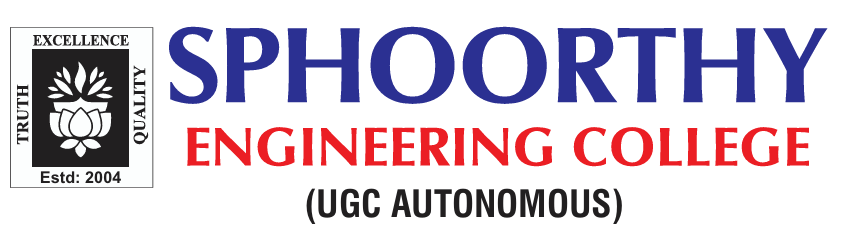 EXCELLENCE
TRUTH
QUALITY
Estd: 2004
SPHOORTHY
ENGINEERING COLLEGE
(UGC AUTONOMOUS)